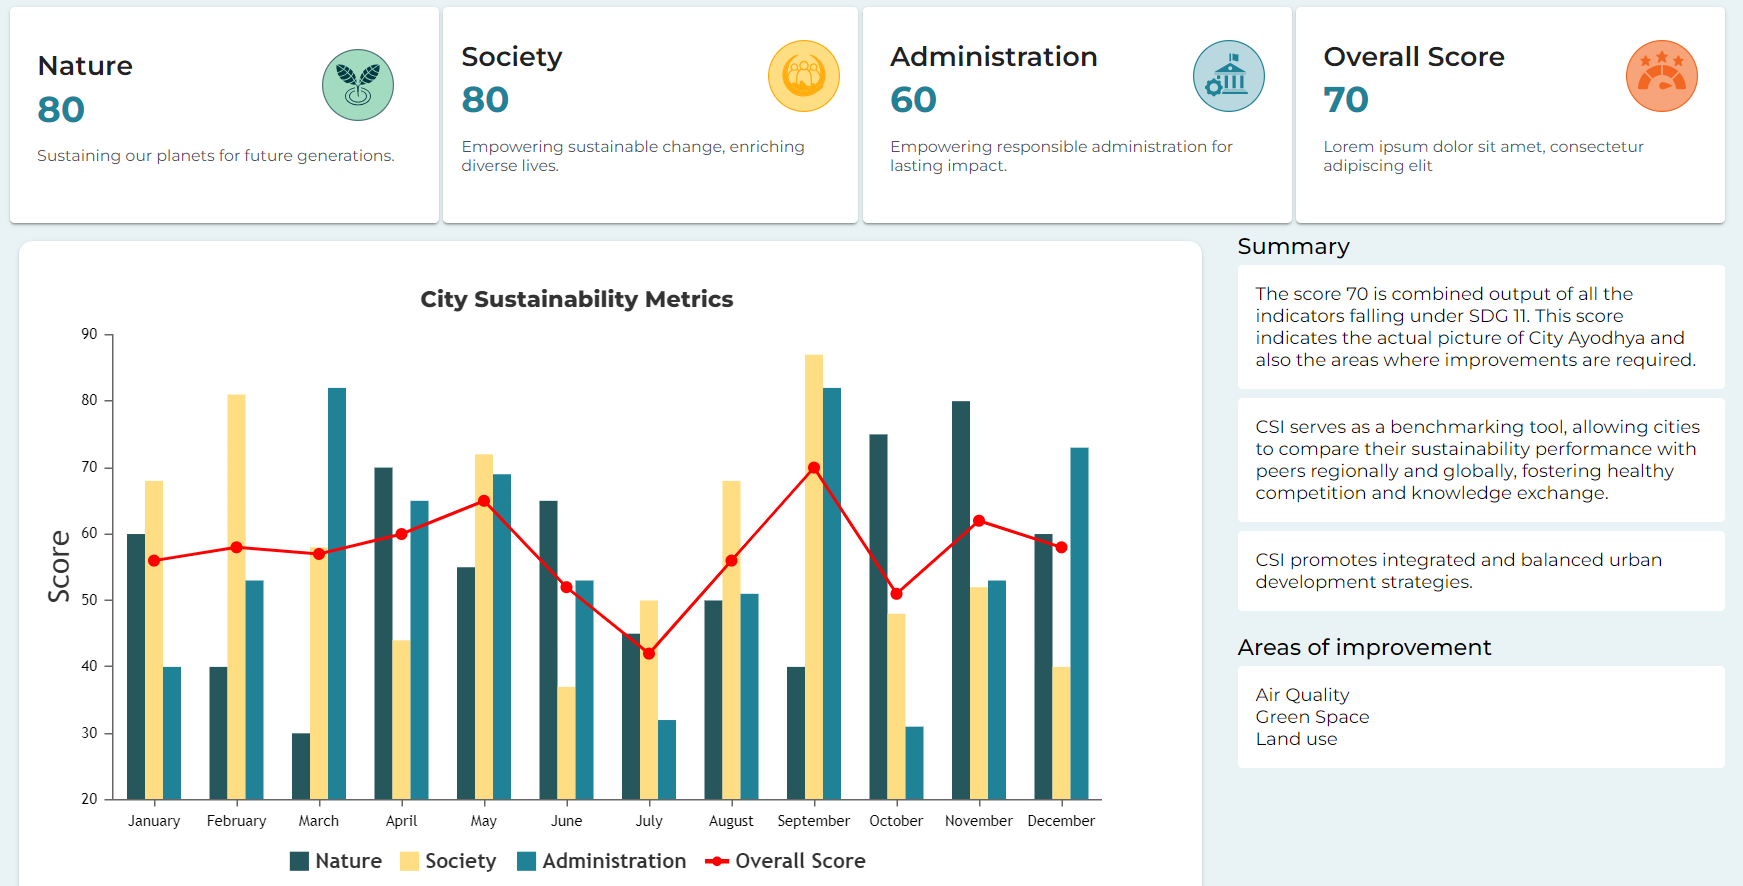 Nature
80
Sustaining our planets for future generations.
Society
80
Empowering sustainable change, enriching
diverse lives.
Administration
60
Empowering responsible administration for
lasting impact.
Overall Score
70
Lorem ipsum dolor sit amet, consectetur
adipiscing elit
City Sustainability Metrics
90
80
70
60
50
40
30
20
Score
January February March April May June July August September October November December
Nature Society Administration Overall Score
Summary
The score 70 is combined output of all the
indicators falling under SDG 11. This score
indicates the actual picture of City Ayodhya and
also the areas where improvements are required.
CSI serves as a benchmarking tool, allowing cities
to compare their sustainability performance with
peers regionally and globally, fostering healthy
competition and knowledge exchange.
CSI promotes integrated and balanced urban
development strategies.
Areas of improvement
Air Quality
Green Space
Land use